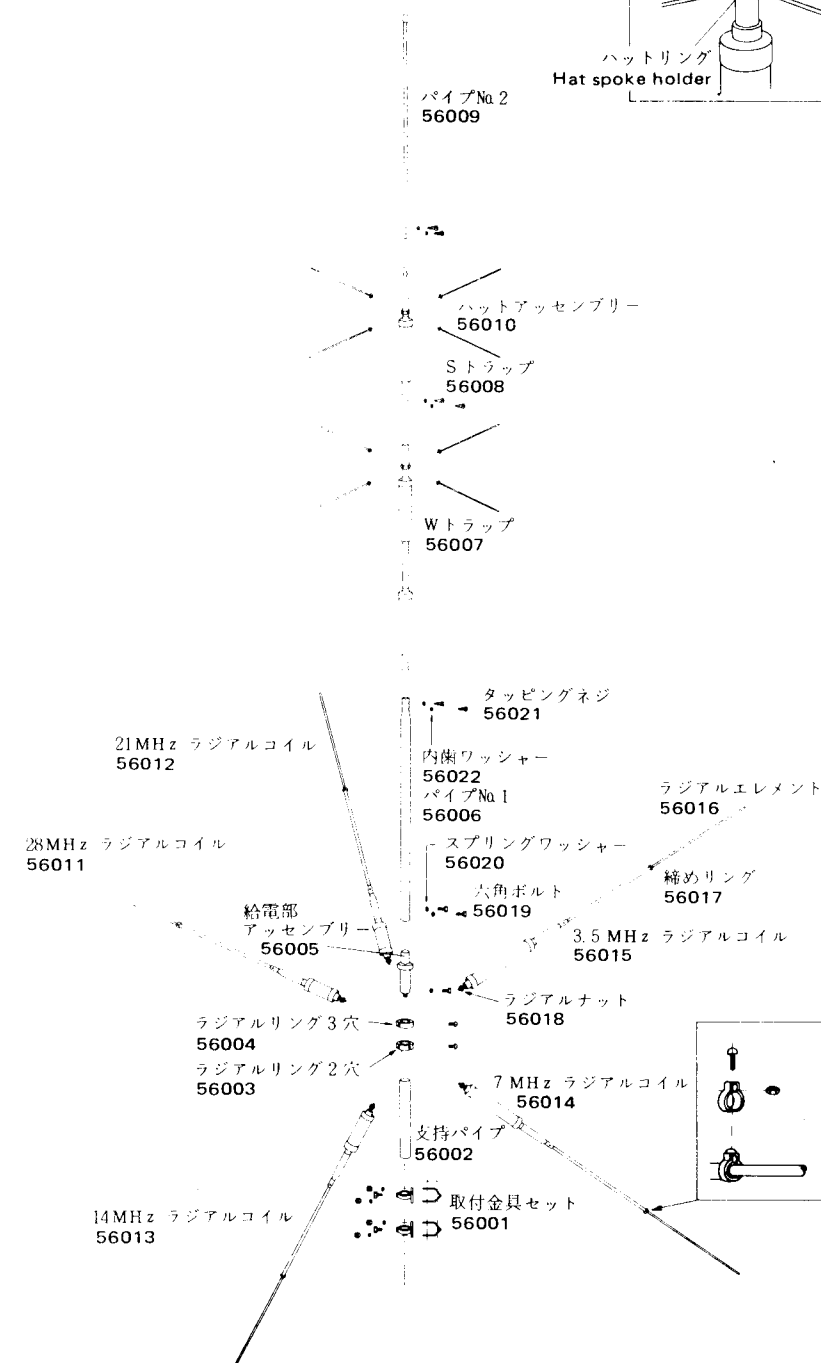 ハットリング
Hat spoke holder
パイプNo.2
56009
ハットアッセンブリー
56010
Sトラップ
56008
Wトラップ
56007
タッピングネジ
56021
21MHz ラジアルコイル
56012
内歯ワッシャー
56022
パイプNo.1
56006
ラジアルエレメント
56016
28MHz ラジアルコイル
56011
スプリングワッシャー
56020
締めリング
56017
六角ボルト
56019
給電部
アッセンブリー
56005
3.5 MHz ラジアルコイル
56015
ラジアルナット
56018
ラジアルリング3穴
56004
ラジアルリング2穴
56003
7 MHz ラジアルコイル
56014
支持パイプ
56002
取付金具セット
56001
14MHz ラジアルコイル
56013